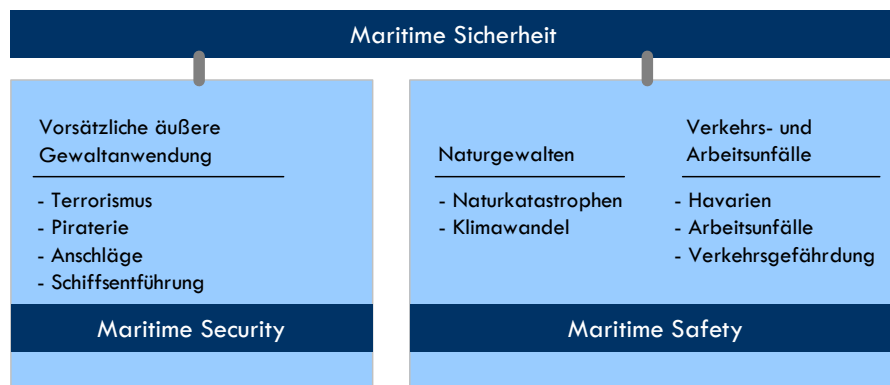 Maritime Sicherheit
Vorsätzliche äußere
Gewaltanwendung
- Terrorismus
- Piraterie
- Anschläge
- Schiffsentführung
Maritime Security
Naturgewalten
- Naturkatastrophen
- Klimawandel
Verkehrs- und
Arbeitsunfälle
- Havarien
- Arbeitsunfälle
- Verkehrsgefährdung
Maritime Safety